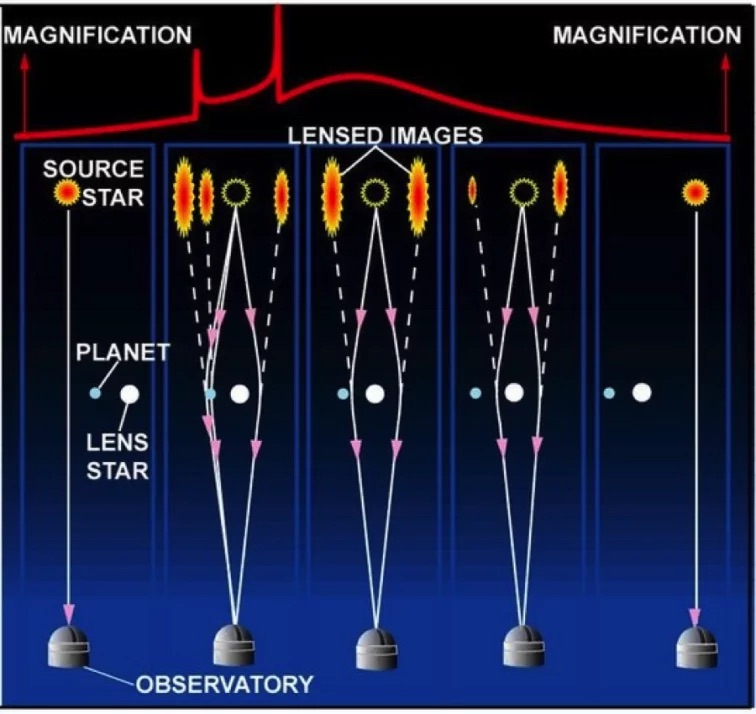 MAGNIFICATION
MAGNIFICATION
LENSED IMAGES
SOURCE
STAR
PLANET
LENS
STAR
OBSERVATORY